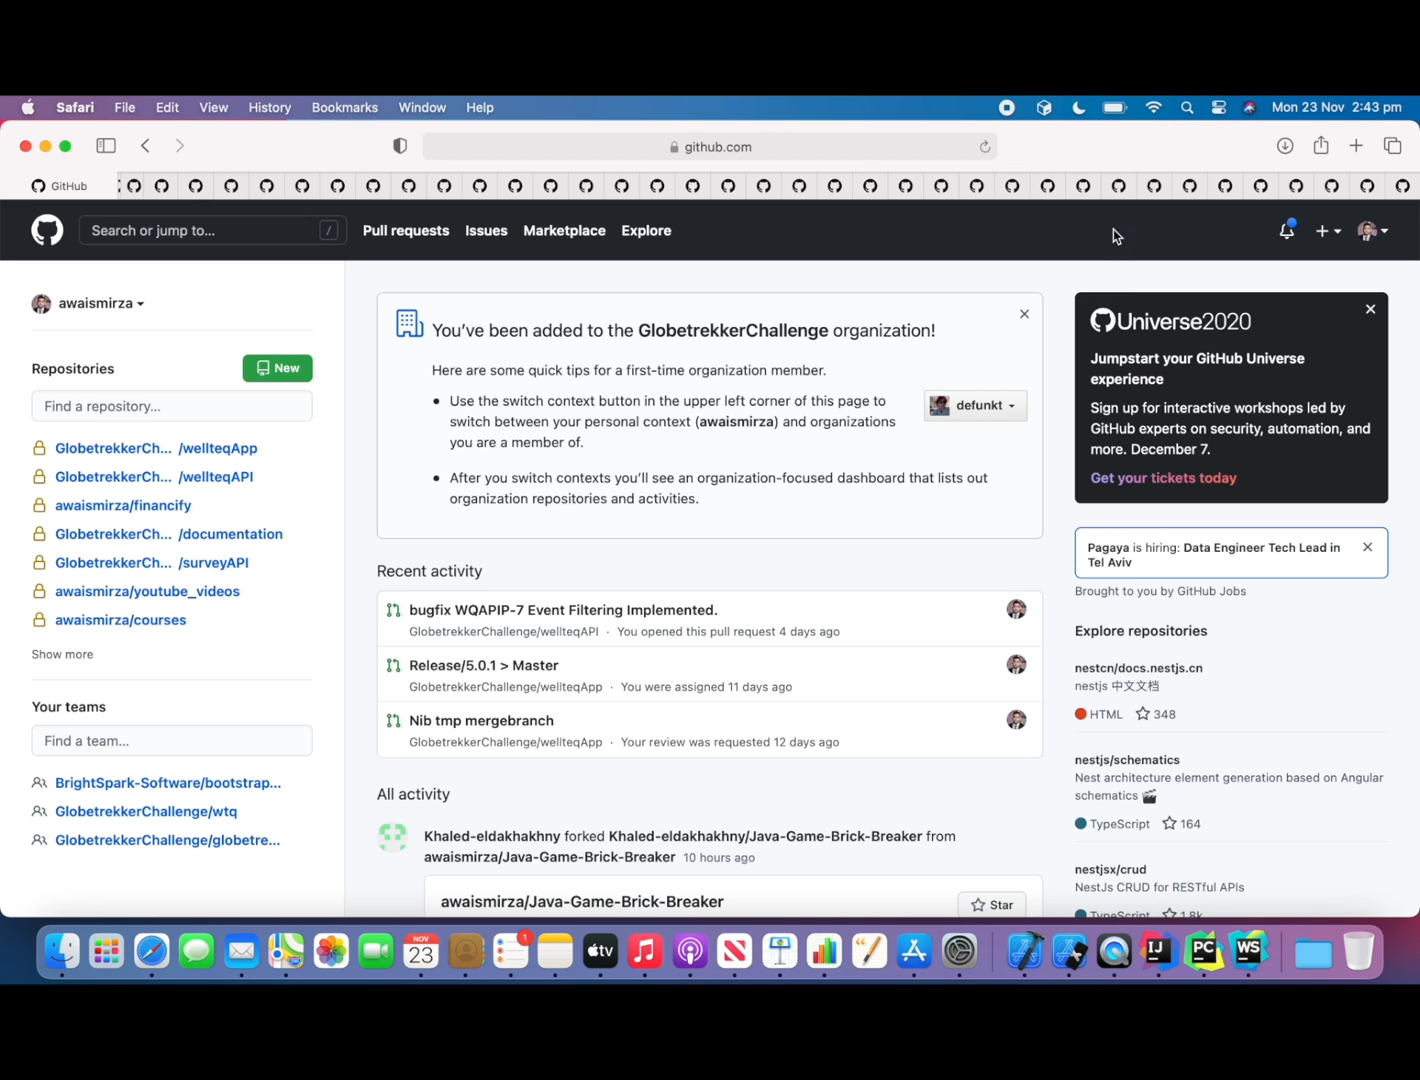 Safari File Edit View History Bookmarks Window Help Mon 23 Nov 2:43 pm
github.com
GitHub
Search or jump to... / Pull requests Issues Marketplace Explore
awaismirza
Repositories New
Find a repository...
GlobetrekkerCh... /wellteqApp
GlobetrekkerCh... /wellteqAPI
awaismirza/financify
GlobetrekkerCh... /documentation
GlobetrekkerCh... /surveyAPI
awaismirza/youtube_videos
awaismirza/courses
Show more
Your teams
Find a team...
BrightSpark-Software/bootstrap...
GlobetrekkerChallenge/wtq
GlobetrekkerChallenge/globetre...
You've been added to the GlobetrekkerChallenge organization!
Here are some quick tips for a first-time organization member.
• Use the switch context button in the upper left corner of this page to
switch between your personal context (awaismirza) and organizations
you are a member of.
defunkt
• After you switch contexts you'll see an organization-focused dashboard that lists out
organization repositories and activities.
Recent activity
bugfix WQAPIP-7 Event Filtering Implemented.
GlobetrekkerChallenge/wellteqAPI · You opened this pull request 4 days ago
Release/5.0.1 > Master
GlobetrekkerChallenge/wellteqApp · You were assigned 11 days ago
Nib tmp mergebranch
GlobetrekkerChallenge/wellteqApp · Your review was requested 12 days ago
All activity
Khaled-eldakhakhny forked Khaled-eldakhakhny/Java-Game-Brick-Breaker from
awaismirza/Java-Game-Brick-Breaker 10 hours ago
awaismirza/Java-Game-Brick-Breaker Star
Universe2020
Jumpstart your GitHub Universe
experience
Sign up for interactive workshops led by
GitHub experts on security, automation, and
more. December 7.
Get your tickets today
Pagaya is hiring: Data Engineer Tech Lead in
Tel Aviv
Brought to you by GitHub Jobs
Explore repositories
nestcn/docs.nestjs.cn
nestjs 中文文档
HTML 348
nestjs/schematics
Nest architecture element generation based on Angular
schematics 🎬
TypeScript 164
nestjsx/crud
NestJs CRUD for RESTful APIs
TypeScript 1.8k
NOV
23
1
tv
IJ
PC
WS